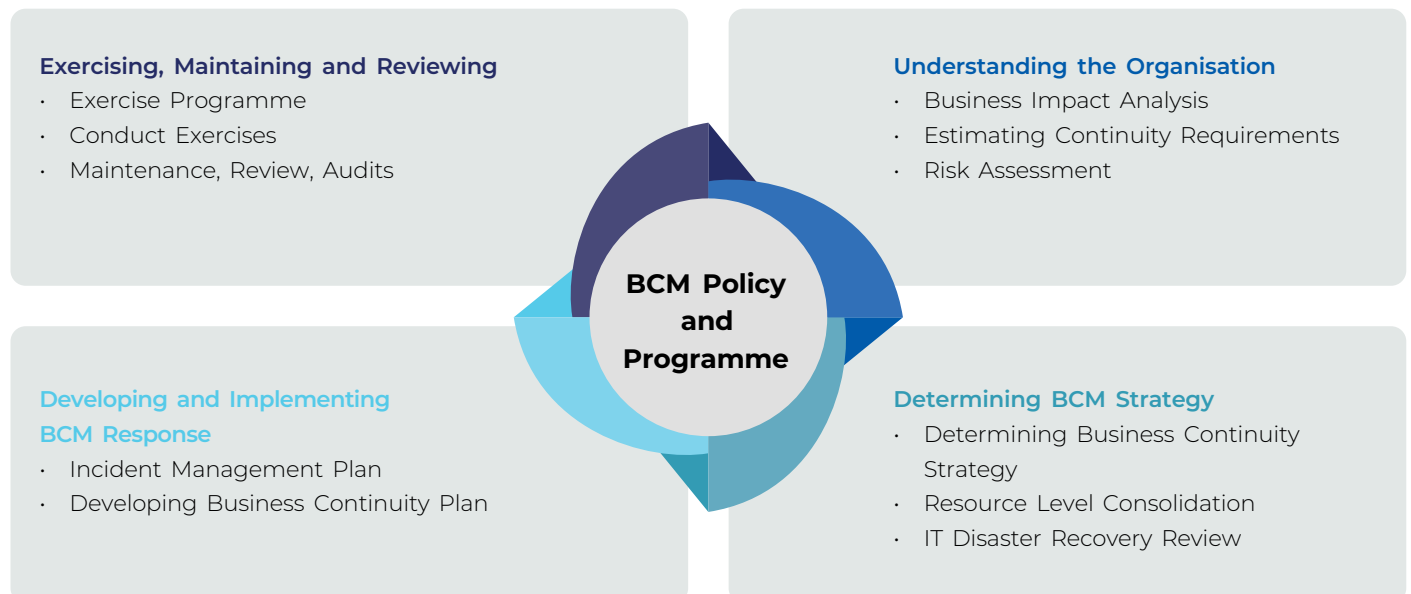 Exercising, Maintaining and Reviewing
• Exercise Programme
• Conduct Exercises
• Maintenance, Review, Audits
Understanding the Organisation
• Business Impact Analysis
• Estimating Continuity Requirements
• Risk Assessment
BCM Policy
and
Programme
Developing and Implementing
BCM Response
• Incident Management Plan
• Developing Business Continuity Plan
Determining BCM Strategy
• Determining Business Continuity
Strategy
• Resource Level Consolidation
• IT Disaster Recovery Review